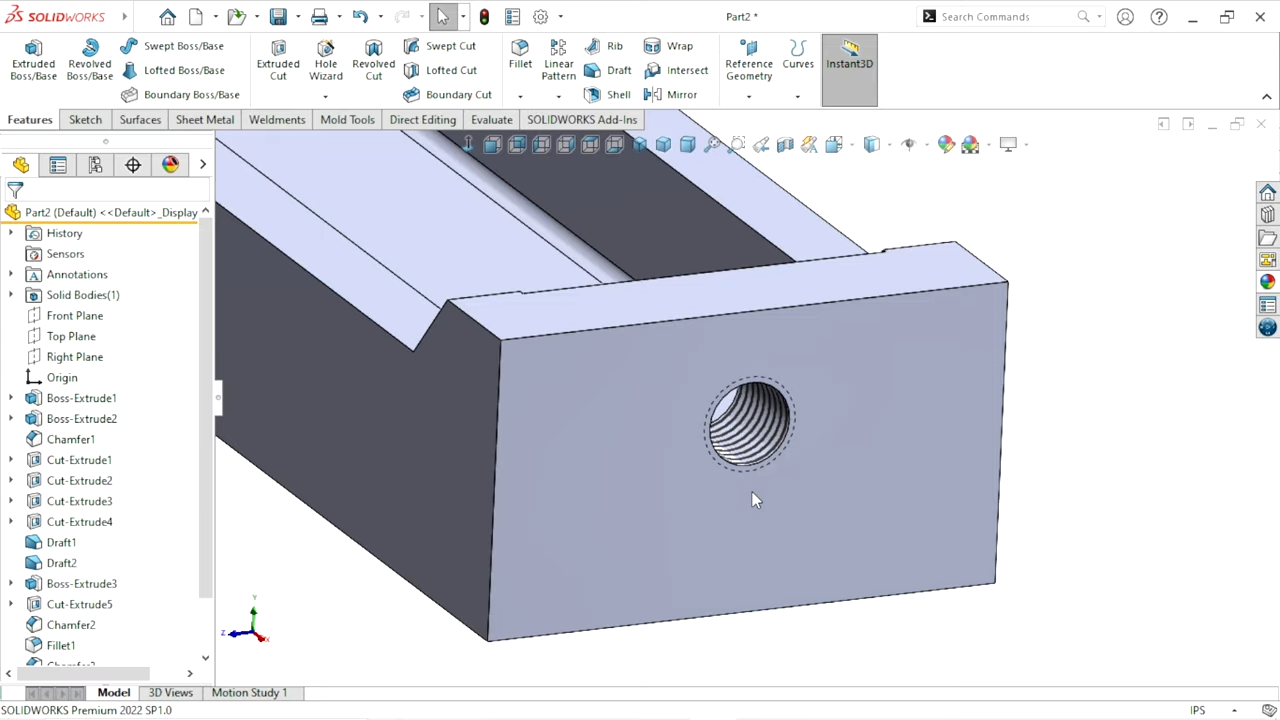 SOLIDWORKS
Part2 *
Search Commands
Extruded Boss/Base
Revolved Boss/Base
Swept Boss/Base
Lofted Boss/Base
Boundary Boss/Base
Extruded Cut
Hole Wizard
Revolved Cut
Swept Cut
Lofted Cut
Boundary Cut
Fillet
Linear Pattern
Rib
Draft
Shell
Wrap
Intersect
Mirror
Reference Geometry
Curves
Instant3D
Features
Sketch
Surfaces
Sheet Metal
Weldments
Mold Tools
Direct Editing
Evaluate
SOLIDWORKS Add-Ins
Part2 (Default) <<Default>_Display
History
Sensors
Annotations
Solid Bodies(1)
Front Plane
Top Plane
Right Plane
Origin
Boss-Extrude1
Boss-Extrude2
Chamfer1
Cut-Extrude1
Cut-Extrude2
Cut-Extrude3
Cut-Extrude4
Draft1
Draft2
Boss-Extrude3
Cut-Extrude5
Chamfer2
Fillet1
Y
Z
X
Model
3D Views
Motion Study 1
SOLIDWORKS Premium 2022 SP1.0
IPS